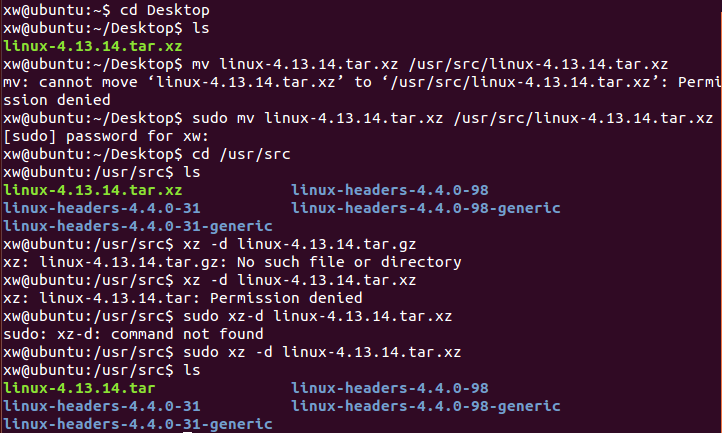 xw@ubuntu:~$ cd Desktop
xw@ubuntu:~/Desktop$ ls
linux-4.13.14.tar.xz
xw@ubuntu:~/Desktop$ mv linux-4.13.14.tar.xz /usr/src/linux-4.13.14.tar.xz
mv: cannot move ‘linux-4.13.14.tar.xz’ to ‘/usr/src/linux-4.13.14.tar.xz’: Permi
ssion denied
xw@ubuntu:~/Desktop$ sudo mv linux-4.13.14.tar.xz /usr/src/linux-4.13.14.tar.xz
[sudo] password for xw:
xw@ubuntu:~/Desktop$ cd /usr/src
xw@ubuntu:/usr/src$ ls
linux-4.13.14.tar.xz linux-headers-4.4.0-98
linux-headers-4.4.0-31 linux-headers-4.4.0-98-generic
linux-headers-4.4.0-31-generic
xw@ubuntu:/usr/src$ xz -d linux-4.13.14.tar.gz
xz: linux-4.13.14.tar.gz: No such file or directory
xw@ubuntu:/usr/src$ xz -d linux-4.13.14.tar.xz
xz: linux-4.13.14.tar: Permission denied
xw@ubuntu:/usr/src$ sudo xz-d linux-4.13.14.tar.xz
sudo: xz-d: command not found
xw@ubuntu:/usr/src$ sudo xz -d linux-4.13.14.tar.xz
xw@ubuntu:/usr/src$ ls
linux-4.13.14.tar linux-headers-4.4.0-98
linux-headers-4.4.0-31 linux-headers-4.4.0-98-generic
linux-headers-4.4.0-31-generic